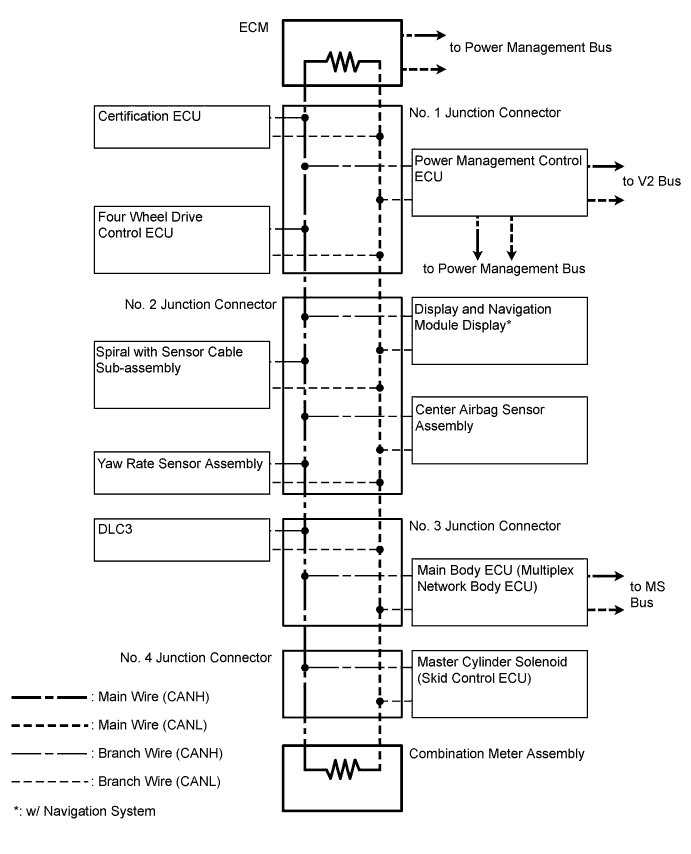 ECM
to Power Management Bus
No. 1 Junction Connector
Certification ECU
Power Management Control
ECU
to V2 Bus
Four Wheel Drive
Control ECU
to Power Management Bus
No. 2 Junction Connector
Display and Navigation
Module Display*
Spiral with Sensor Cable
Sub-assembly
Center Airbag Sensor
Assembly
Yaw Rate Sensor Assembly
DLC3
No. 3 Junction Connector
Main Body ECU (Multiplex
Network Body ECU)
to MS
Bus
No. 4 Junction Connector
Master Cylinder Solenoid
(Skid Control ECU)
: Main Wire (CANH)
: Main Wire (CANL)
: Branch Wire (CANH)
: Branch Wire (CANL)
*: w/ Navigation System
Combination Meter Assembly